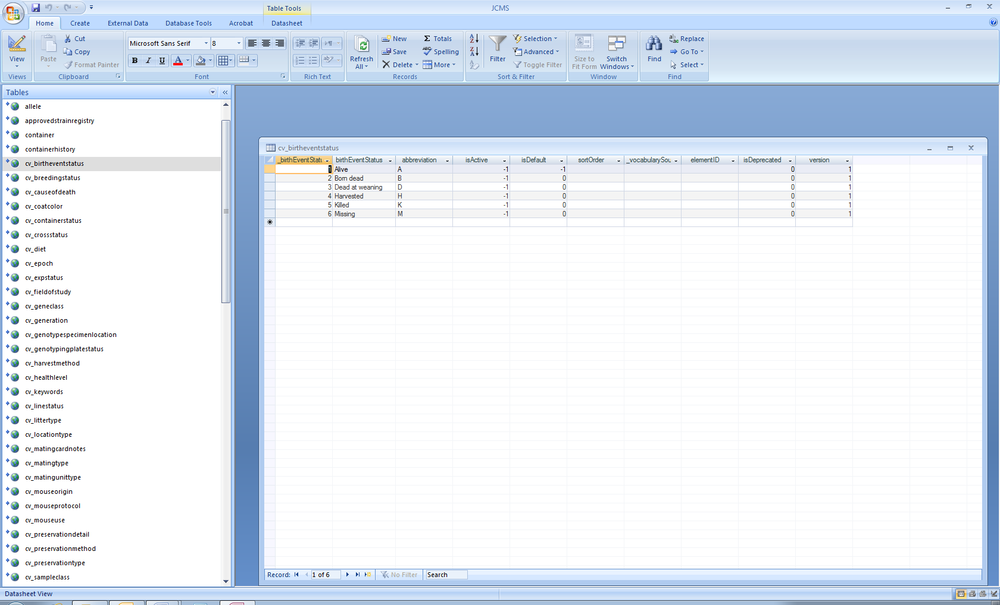 Table Tools
JCMS
Home Create External Data Database Tools Acrobat Datasheet
View
Views
Paste
Cut
Copy
Format Painter
Clipboard
Microsoft Sans Serif 8
B I U A
Font
Rich Text
Refresh All
New
Save
Delete
Σ Totals
Spelling
More
Records
Filter
Selection
Advanced
Toggle Filter
Sort & Filter
Size to Fit Form
Switch Windows
Window
Find
Replace
Go To
Select
Find
Tables
allele
approvedstrainregistry
container
containerhistory
cv_birtheventstatus
cv_breedingstatus
cv_causeofdeath
cv_coatcolor
cv_containerstatus
cv_crossstatus
cv_diet
cv_epoch
cv_expstatus
cv_fieldofstudy
cv_geneclass
cv_generation
cv_genotypespecimenlocation
cv_genotypingplatestatus
cv_harvestmethod
cv_healthlevel
cv_keywords
cv_linestatus
cv_littertype
cv_locationtype
cv_matingcardnotes
cv_matingtype
cv_matingunittype
cv_mouseorigin
cv_mouseprotocol
cv_mouseuse
cv_preservationdetail
cv_preservationmethod
cv_preservationtype
cv_sampleclass
cv_birtheventstatus
_birthEventStatu birthEventStatus abbreviation isActive isDefault sortOrder _vocabularySou elementID isDeprecated version
1 Alive A -1 -1 0 1
2 Born dead B -1 0 0 1
3 Dead at weaning D -1 0 0 1
4 Harvested H -1 0 0 1
5 Killed K -1 0 0 1
6 Missing M -1 0 0 1
Record: 1 of 6 No Filter Search
Datasheet View